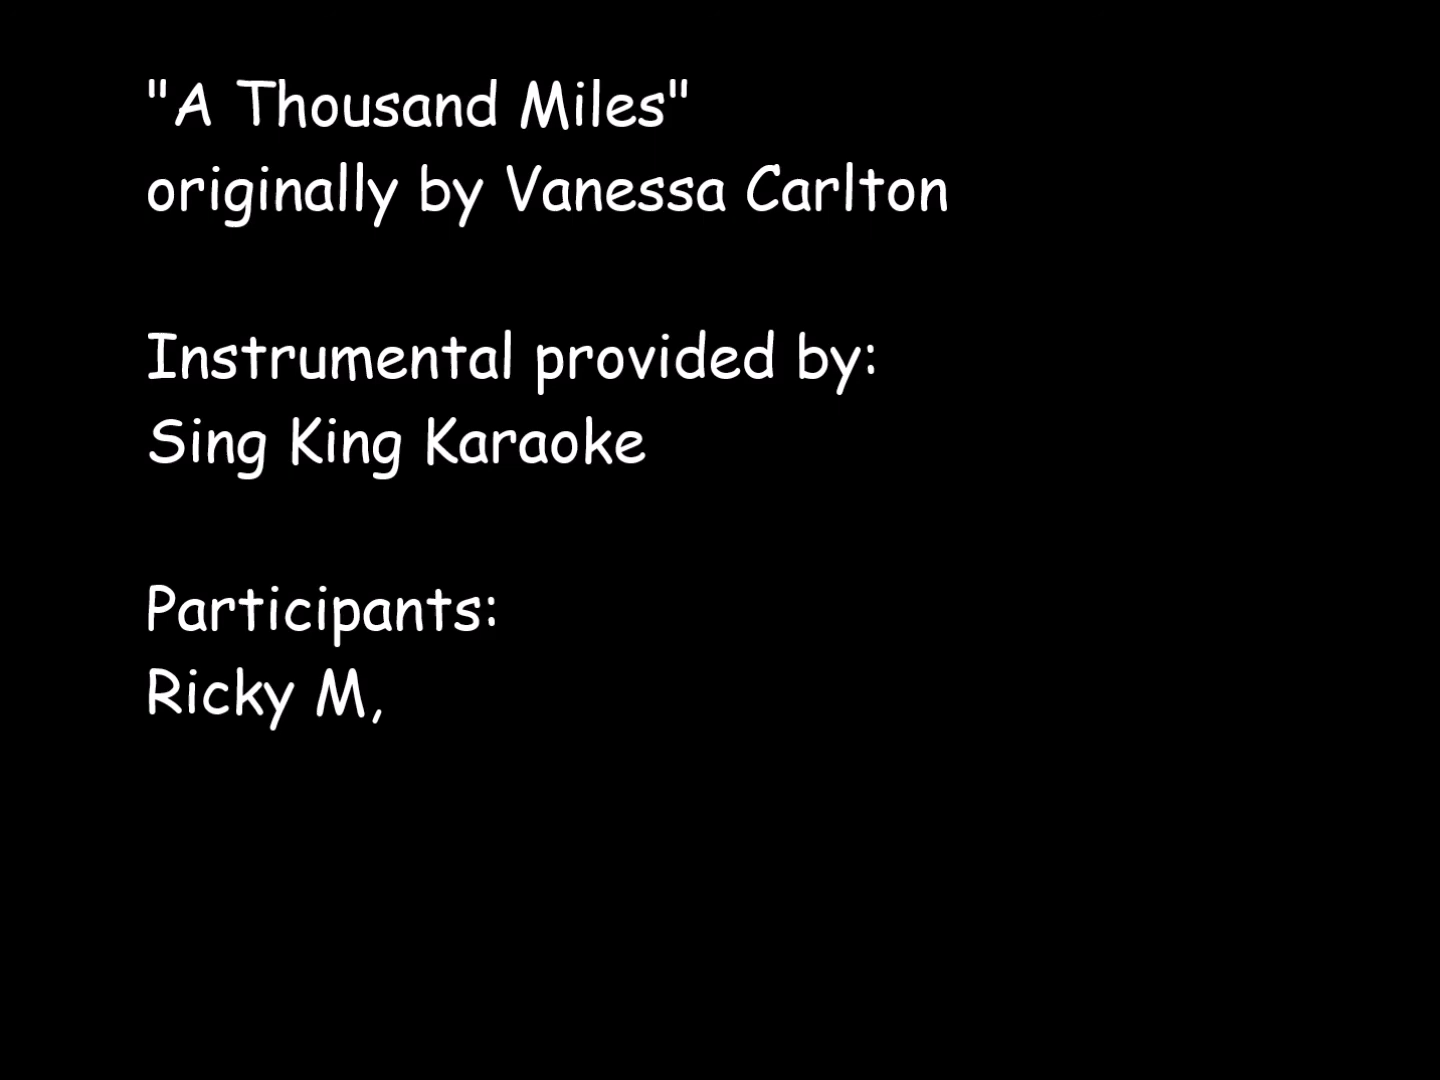 "A Thousand Miles"
originally by Vanessa Carlton
Instrumental provided by:
Sing King Karaoke
Participants:
Ricky M,